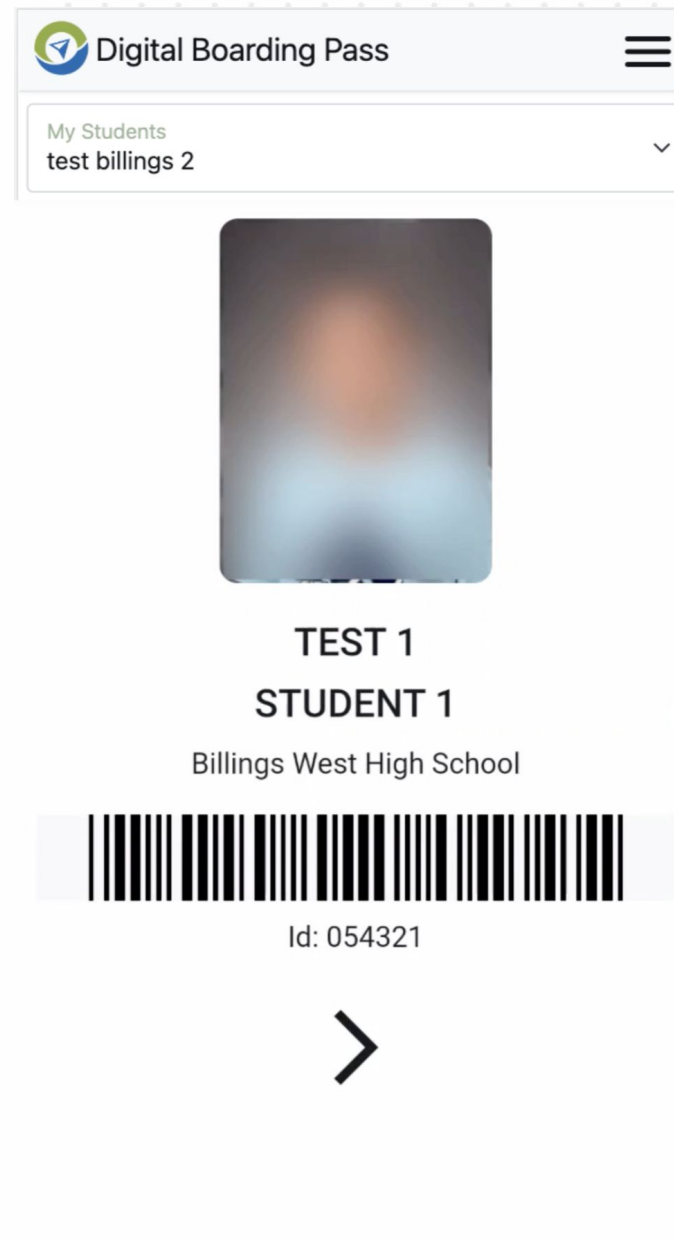 Digital Boarding Pass
My Students
test billings 2
TEST 1
STUDENT 1
Billings West High School
Id: 054321